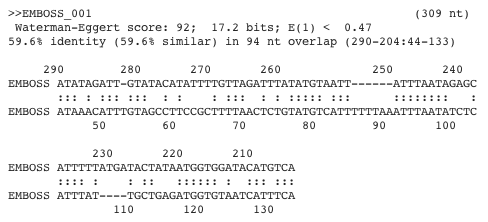 >>EMBOSS_001 (309 nt)
Waterman-Eggert score: 92; 17.2 bits; E(1) < 0.47
59.6% identity (59.6% similar) in 94 nt overlap (290-204:44-133)
290 280 270 260 250 240
EMBOSS ATATAGATT-GTATACATATTTTGTTAGATTTATATGTAATT------ATTTAATAGAGC
::: : :: : ::: :: : : :: :: : ::: :: :: :::::::: :
EMBOSS ATAAACATTTGTAGCCTTCCGCTTTTAACTCTGTATGTCATTTTTTAAATTTAATATCTC
50 60 70 80 90 100
230 220 210
EMBOSS ATTTTTATGATACTATAATGGTGGATACATGTCA
:::: : : :: :: :::::: : :: : :::
EMBOSS ATTTAT----TGCTGAGATGGTGTAATCATTTCA
110 120 130